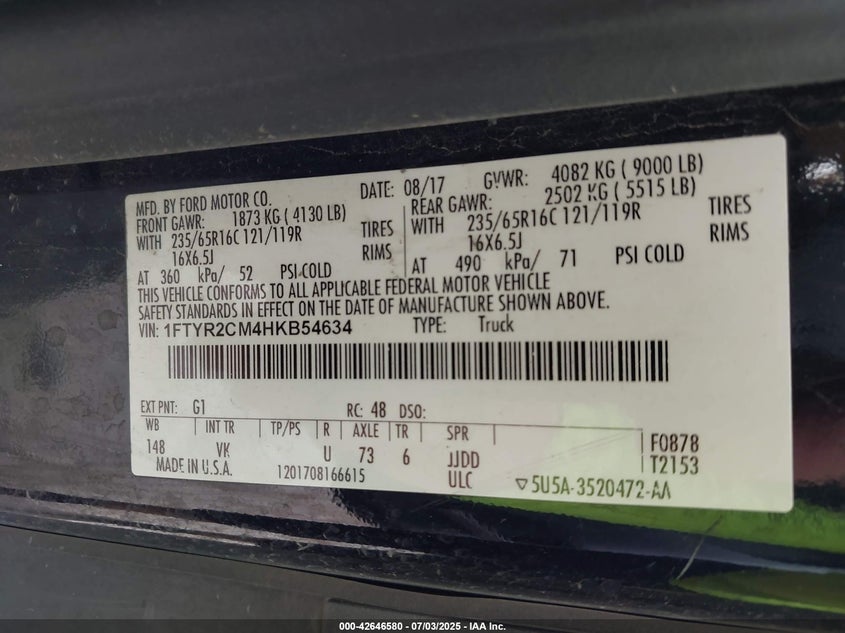 MFD. BY FORD MOTOR CO. DATE: 08/17 GVWR: 4082 KG ( 9000 LB)
FRONT GAWR: 1873 KG ( 4130 LB) REAR GAWR: 2502 KG ( 5515 LB)
WITH 235/65R16C 121/119R TIRES WITH 235/65R16C 121/119R TIRES
16X6.5J RIMS 16X6.5J RIMS
AT 360 kPa/ 52 PSI COLD AT 490 kPa/ 71 PSI COLD
THIS VEHICLE CONFORMS TO ALL APPLICABLE FEDERAL MOTOR VEHICLE
SAFETY STANDARDS IN EFFECT ON THE DATE OF MANUFACTURE SHOWN ABOVE.
VIN: 1FTYR2CM4HKB54634 TYPE: Truck
EXT PNT: G1 RC: 48 DSO:
WB INT TR TP/PS R AXLE TR SPR F0878
148 VK U 73 6 JJDD T2153
MADE IN U.S.A. 1201708166615 ULC ▽5U5A-3520472-AA
000-42646580 - 07/03/2025 - IAA Inc.